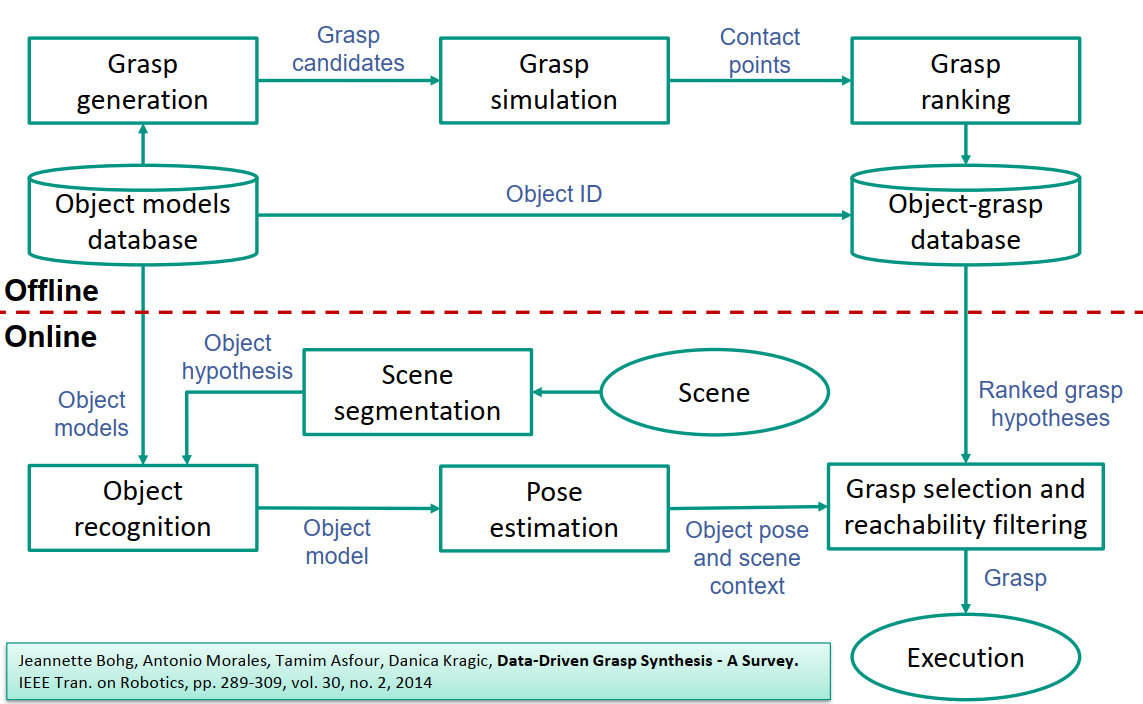 Grasp
generation
Grasp
candidates
Grasp
simulation
Contact
points
Grasp
ranking
Object models
database
Object ID
Object-grasp
database
Offline
Online
Object
models
Object
hypothesis
Scene
segmentation
Scene
Ranked grasp
hypotheses
Object
recognition
Object
model
Pose
estimation
Object pose
and scene
context
Grasp selection and
reachability filtering
Grasp
Execution
Jeannette Bohg, Antonio Morales, Tamim Asfour, Danica Kragic, Data-Driven Grasp Synthesis - A Survey.
IEEE Tran. on Robotics, pp. 289-309, vol. 30, no. 2, 2014